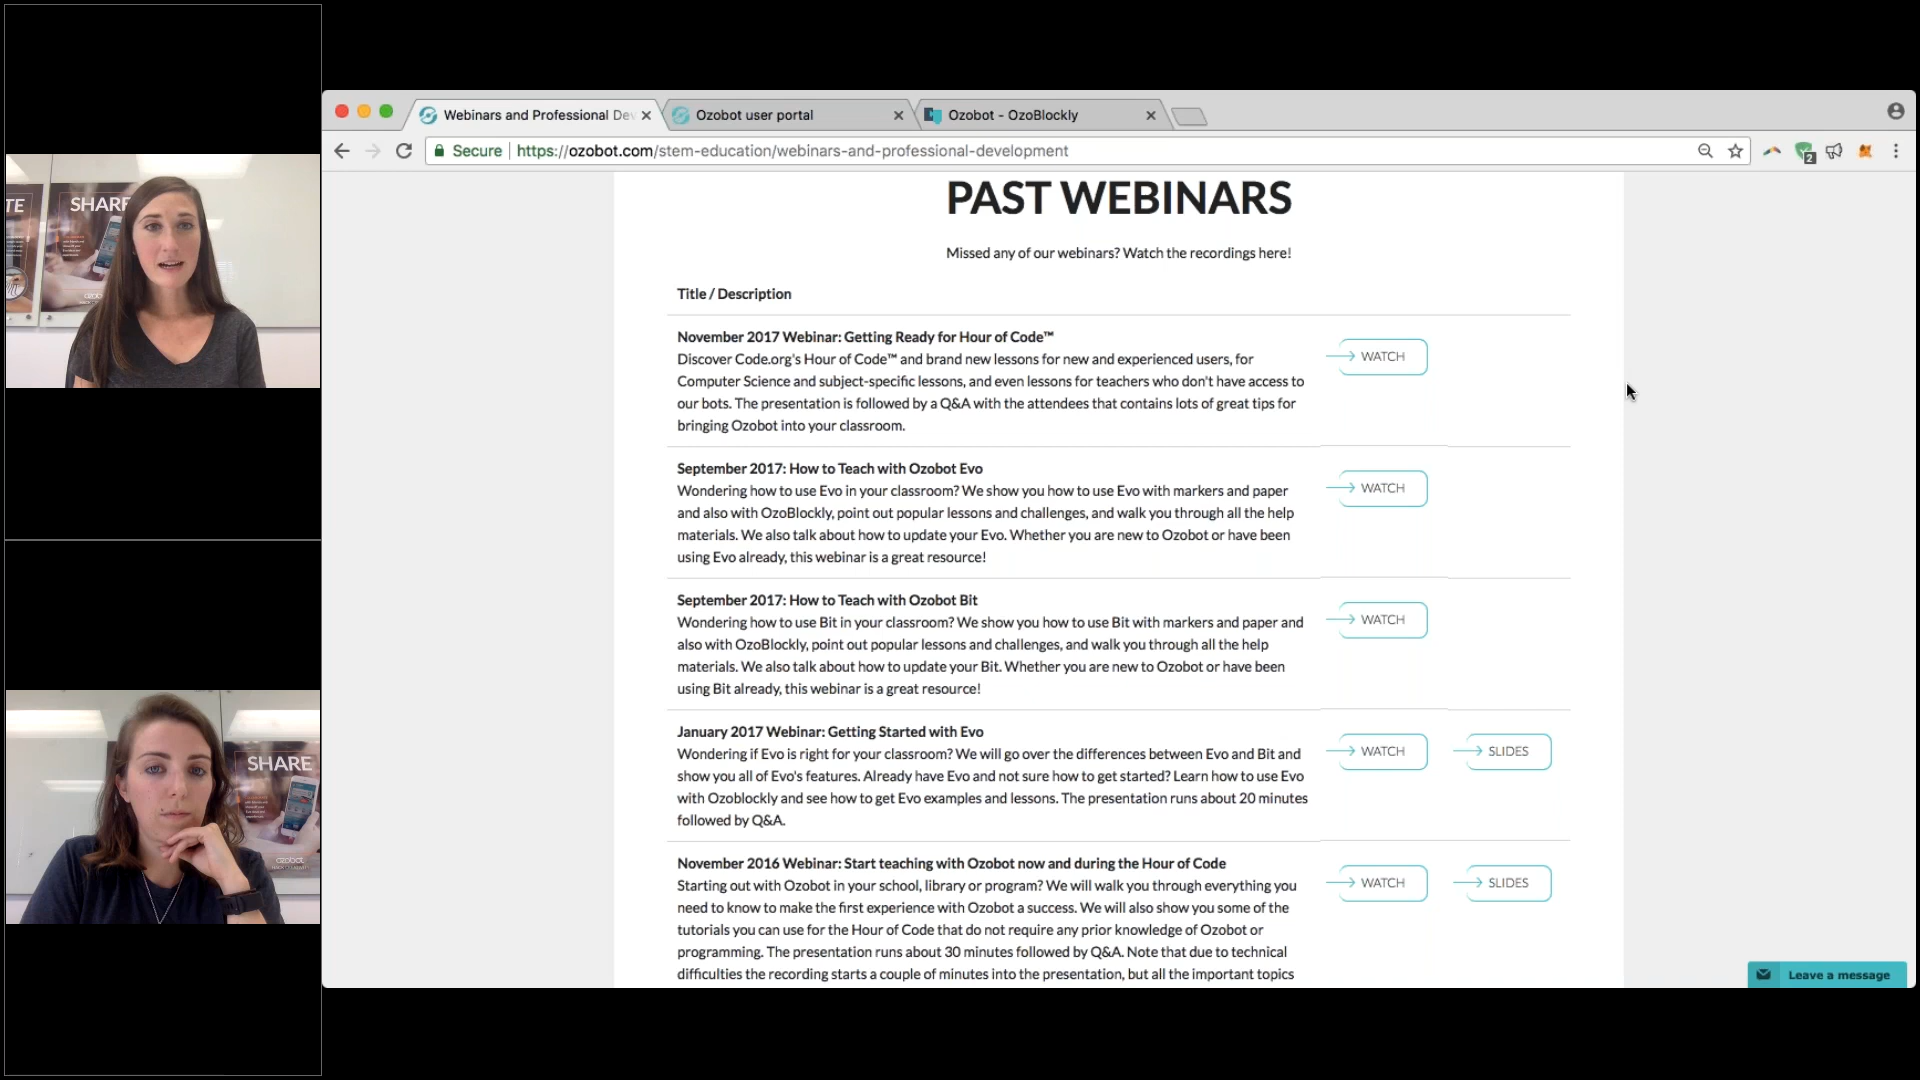 Webinars and Professional De
Ozobot user portal
Ozobot - OzoBlockly
Secure
https://ozobot.com/stem-education/webinars-and-professional-development
2
PAST WEBINARS
Missed any of our webinars? Watch the recordings here!
Title / Description
November 2017 Webinar: Getting Ready for Hour of Code™
Discover Code.org's Hour of Code™ and brand new lessons for new and experienced users, for
Computer Science and subject-specific lessons, and even lessons for teachers who don't have access to
our bots. The presentation is followed by a Q&A with the attendees that contains lots of great tips for
bringing Ozobot into your classroom.
WATCH
September 2017: How to Teach with Ozobot Evo
Wondering how to use Evo in your classroom? We show you how to use Evo with markers and paper
and also with OzoBlockly, point out popular lessons and challenges, and walk you through all the help
materials. We also talk about how to update your Evo. Whether you are new to Ozobot or have been
using Evo already, this webinar is a great resource!
WATCH
September 2017: How to Teach with Ozobot Bit
Wondering how to use Bit in your classroom? We show you how to use Bit with markers and paper and
also with OzoBlockly, point out popular lessons and challenges, and walk you through all the help
materials. We also talk about how to update your Bit. Whether you are new to Ozobot or have been
using Bit already, this webinar is a great resource!
WATCH
January 2017 Webinar: Getting Started with Evo
Wondering if Evo is right for your classroom? We will go over the differences between Evo and Bit and
show you all of Evo's features. Already have Evo and not sure how to get started? Learn how to use Evo
with Ozoblockly and see how to get Evo examples and lessons. The presentation runs about 20 minutes
followed by Q&A.
WATCH
SLIDES
November 2016 Webinar: Start teaching with Ozobot now and during the Hour of Code
Starting out with Ozobot in your school, library or program? We will walk you through everything you
need to know to make the first experience with Ozobot a success. We will also show you some of the
tutorials you can use for the Hour of Code that do not require any prior knowledge of Ozobot or
programming. The presentation runs about 30 minutes followed by Q&A. Note that due to technical
difficulties the recording starts a couple of minutes into the presentation, but all the important topics
WATCH
SLIDES
Leave a message
TE
SHARE
SHARE
ozobot